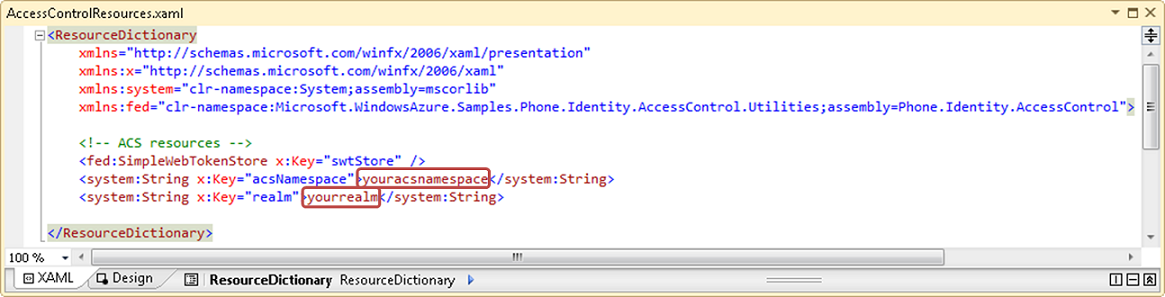 AccessControlResources.xaml
<ResourceDictionary
xmlns="http://schemas.microsoft.com/winfx/2006/xaml/presentation"
xmlns:x="http://schemas.microsoft.com/winfx/2006/xaml"
xmlns:system="clr-namespace:System;assembly=mscorlib"
xmlns:fed="clr-namespace:Microsoft.WindowsAzure.Samples.Phone.Identity.AccessControl.Utilities;assembly=Phone.Identity.AccessControl">
<!-- ACS resources -->
<fed:SimpleWebTokenStore x:Key="swtStore" />
<system:String x:Key="acsNamespace">youracsnamespace</system:String>
<system:String x:Key="realm">yourrealm</system:String>
</ResourceDictionary>
100 %
XAML Design ResourceDictionary ResourceDictionary